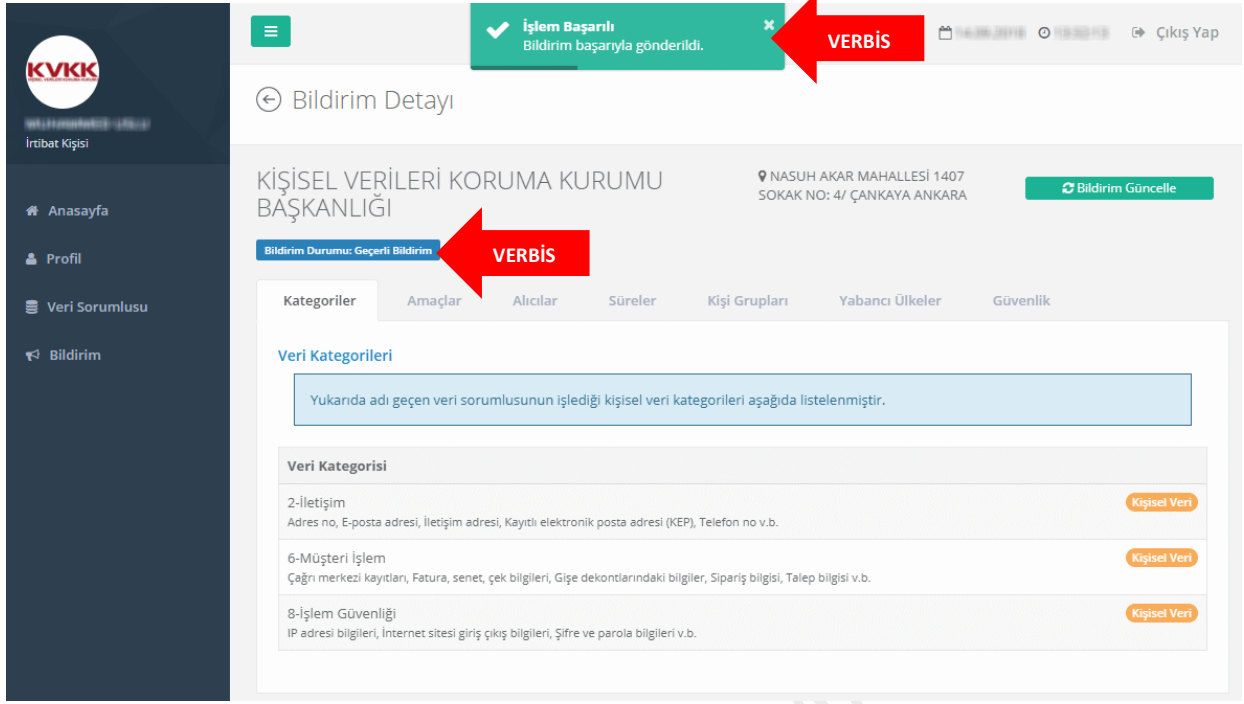 İşlem Başarılı
Bildirim başarıyla gönderildi.
VERBİS
Çıkış Yap
KVKK
İrtibat Kişisi
Anasayfa
Profil
Veri Sorumlusu
Bildirim
Bildirim Detayı
KİŞİSEL VERİLERİ KORUMA KURUMU
BAŞKANLIĞI
NASUH AKAR MAHALLESİ 1407
SOKAK NO: 4/ ÇANKAYA ANKARA
Bildirim Güncelle
Bildirim Durumu: Geçerli Bildirim
VERBİS
Kategoriler Amaçlar Alıcılar Süreler Kişi Grupları Yabancı Ülkeler Güvenlik
Veri Kategorileri
Yukarıda adı geçen veri sorumlusunun işlediği kişisel veri kategorileri aşağıda listelenmiştir.
Veri Kategorisi
2-İletişim Kişisel Veri
Adres no, E-posta adresi, İletişim adresi, Kayıtlı elektronik posta adresi (KEP), Telefon no v.b.
6-Müşteri İşlem Kişisel Veri
Çağrı merkezi kayıtları, Fatura, senet, çek bilgileri, Gişe dekontlarındaki bilgiler, Sipariş bilgisi, Talep bilgisi v.b.
8-İşlem Güvenliği Kişisel Veri
IP adresi bilgileri, İnternet sitesi giriş çıkış bilgileri, Şifre ve parola bilgileri v.b.